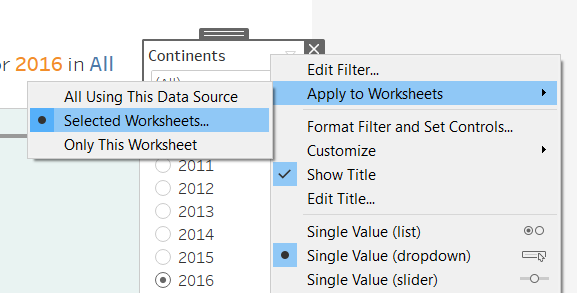 r 2016 in All
Continents
(All)
All Using This Data Source
Selected Worksheets...
Only This Worksheet
2011
2012
2013
2014
2015
2016
Edit Filter...
Apply to Worksheets
Format Filter and Set Controls...
Customize
Show Title
Edit Title...
Single Value (list)
Single Value (dropdown)
Single Value (slider)